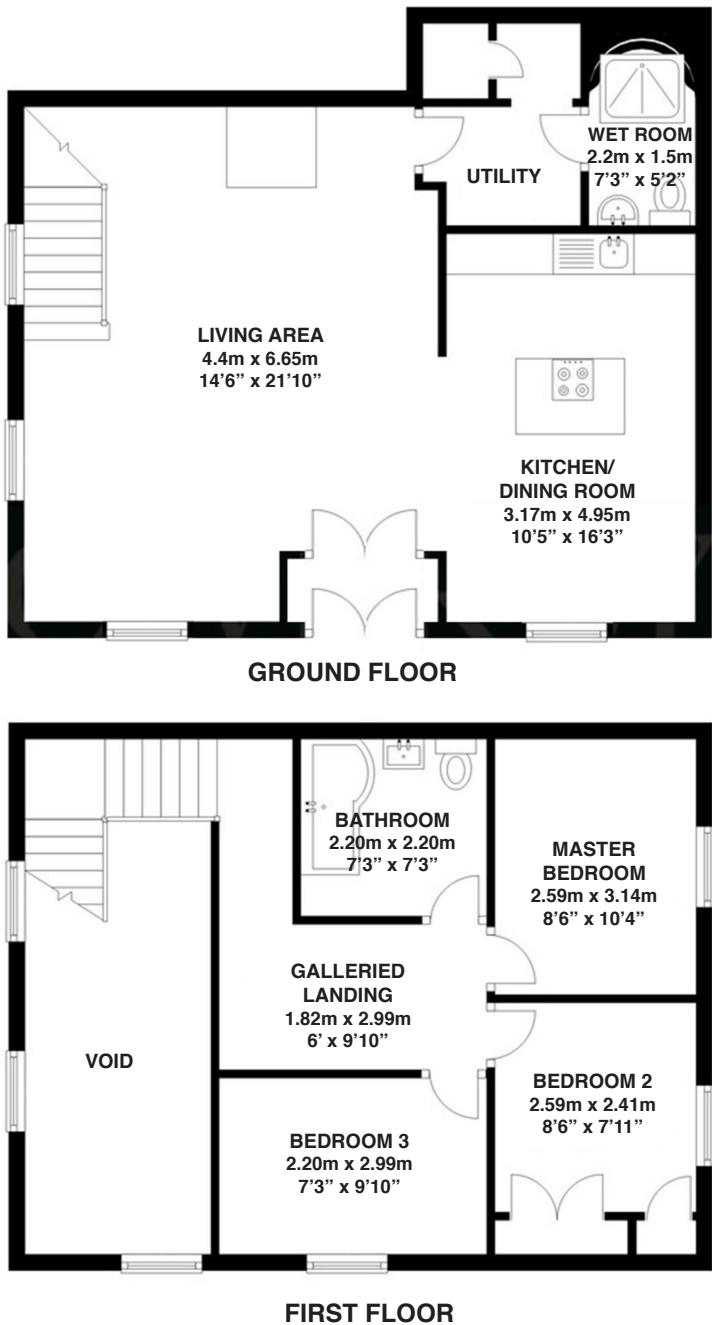 WET ROOM
2.2m x 1.5m
7'3” x 5'2”
UTILITY
LIVING AREA
4.4m x 6.65m
14'6” x 21'10”
KITCHEN/
DINING ROOM
3.17m x 4.95m
10'5” x 16'3”
GROUND FLOOR
BATHROOM
2.20m x 2.20m
7'3” x 7'3”
MASTER
BEDROOM
2.59m x 3.14m
8'6” x 10'4”
GALLERIED
LANDING
1.82m x 2.99m
6' x 9'10”
VOID
BEDROOM 2
2.59m x 2.41m
8'6” x 7'11”
BEDROOM 3
2.20m x 2.99m
7'3” x 9'10”
FIRST FLOOR